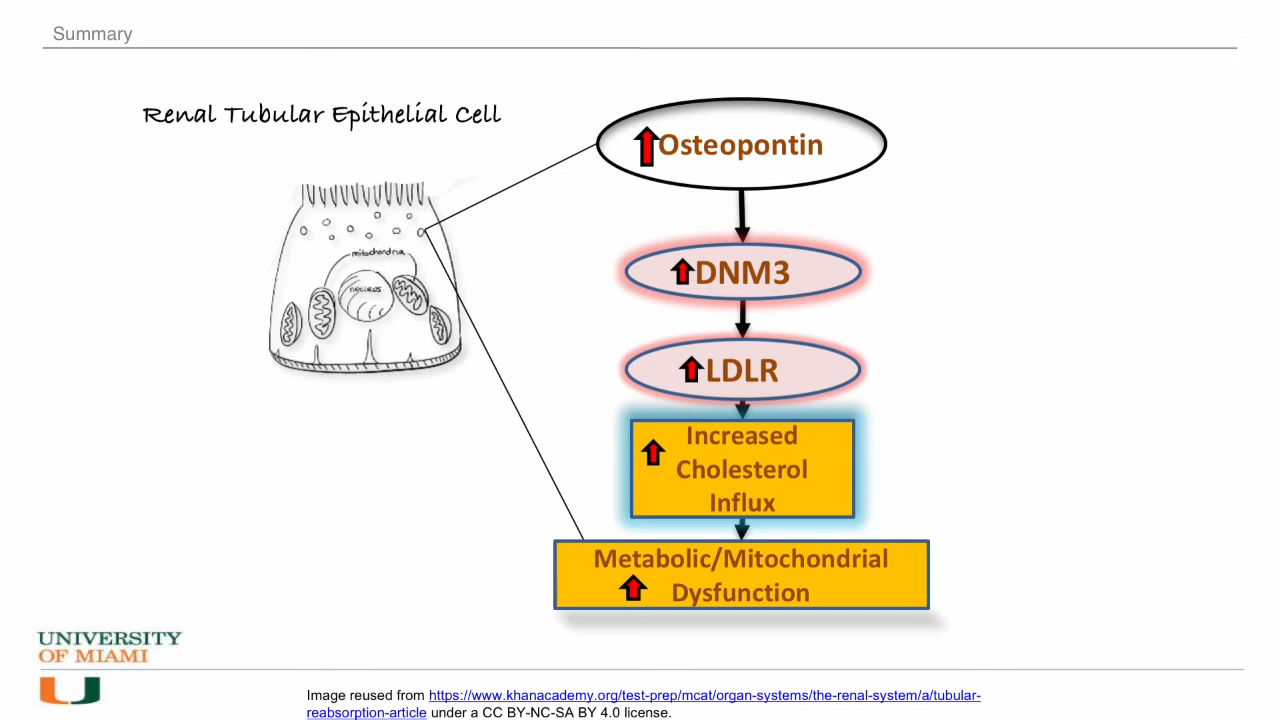 Summary
Renal Tubular Epithelial Cell
mitochondria
nucleus
Osteopontin
DNM3
LDLR
Increased
Cholesterol
Influx
Metabolic/Mitochondrial
Dysfunction
UNIVERSITY
OF MIAMI
Image reused from https://www.khanacademy.org/test-prep/mcat/organ-systems/the-renal-system/a/tubular-
reabsorption-article under a CC BY-NC-SA BY 4.0 license.